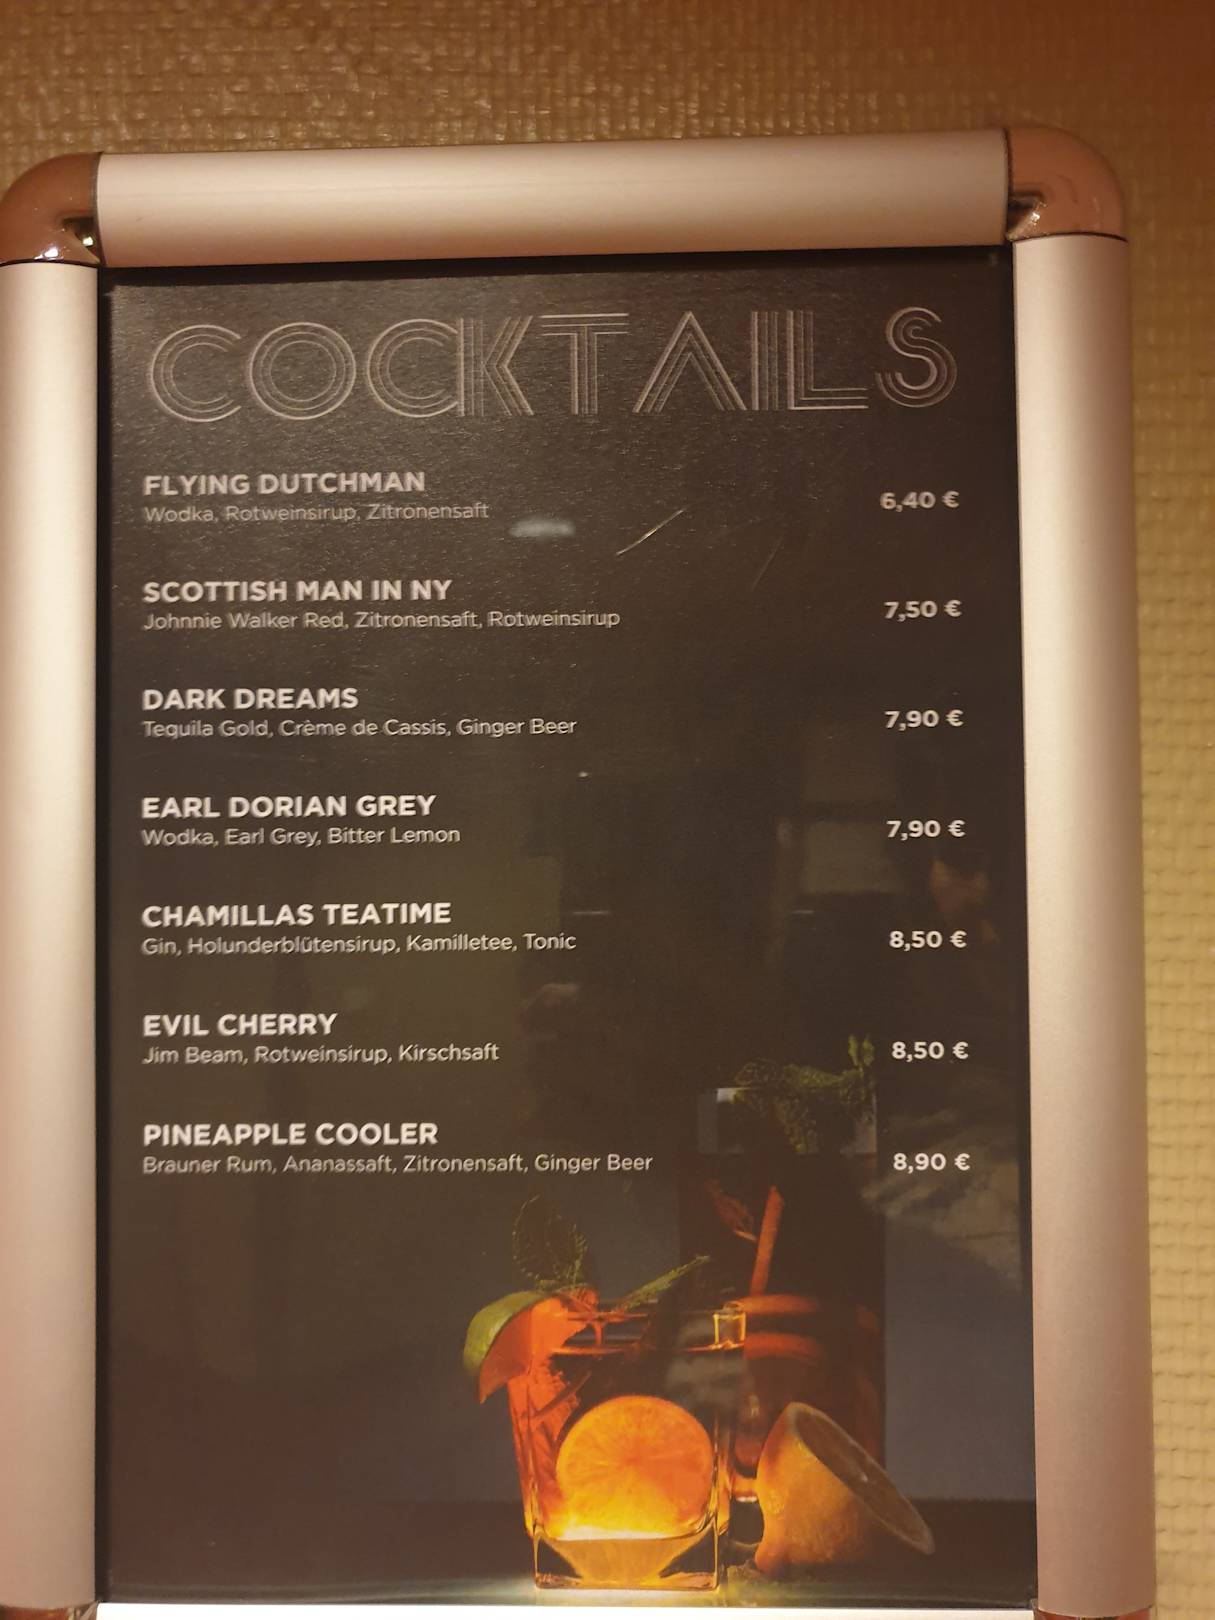 COCKTAILS
FLYING DUTCHMAN
Wodka, Rotweinsirup, Zitronensaft
6,40 €
SCOTTISH MAN IN NY
Johnnie Walker Red, Zitronensaft, Rotweinsirup
7,50 €
DARK DREAMS
Tequila Gold, Crème de Cassis, Ginger Beer
7,90 €
EARL DORIAN GREY
Wodka, Earl Grey, Bitter Lemon
7,90 €
CHAMILLAS TEATIME
Gin, Holunderblütensirup, Kamilletee, Tonic
8,50 €
EVIL CHERRY
Jim Beam, Rotweinsirup, Kirschsaft
8,50 €
PINEAPPLE COOLER
Brauner Rum, Ananassaft, Zitronensaft, Ginger Beer
8,90 €